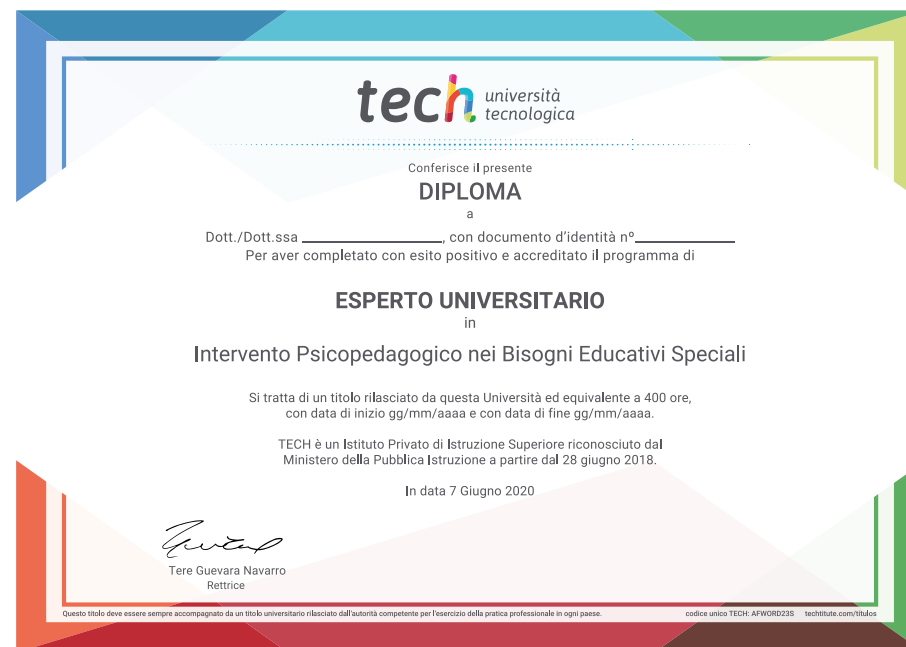 tech università
tecnologica
Conferisce il presente
DIPLOMA
a
Dott./Dott.ssa ____________________, con documento d'identità nº______________
Per aver completato con esito positivo e accreditato il programma di
ESPERTO UNIVERSITARIO
in
Intervento Psicopedagogico nei Bisogni Educativi Speciali
Si tratta di un titolo rilasciato da questa Università ed equivalente a 400 ore,
con data di inizio gg/mm/aaaa e con data di fine gg/mm/aaaa.
TECH è un Istituto Privato di Istruzione Superiore riconosciuto dal
Ministero della Pubblica Istruzione a partire dal 28 giugno 2018.
In data 7 Giugno 2020
Tere Guevara Navarro
Rettrice
Questo titolo deve essere sempre accompagnato da un titolo universitario rilasciato dall'autorità competente per l'esercizio della pratica professionale in ogni paese. codice unico TECH: AFWORD23S techtitute.com/titulos